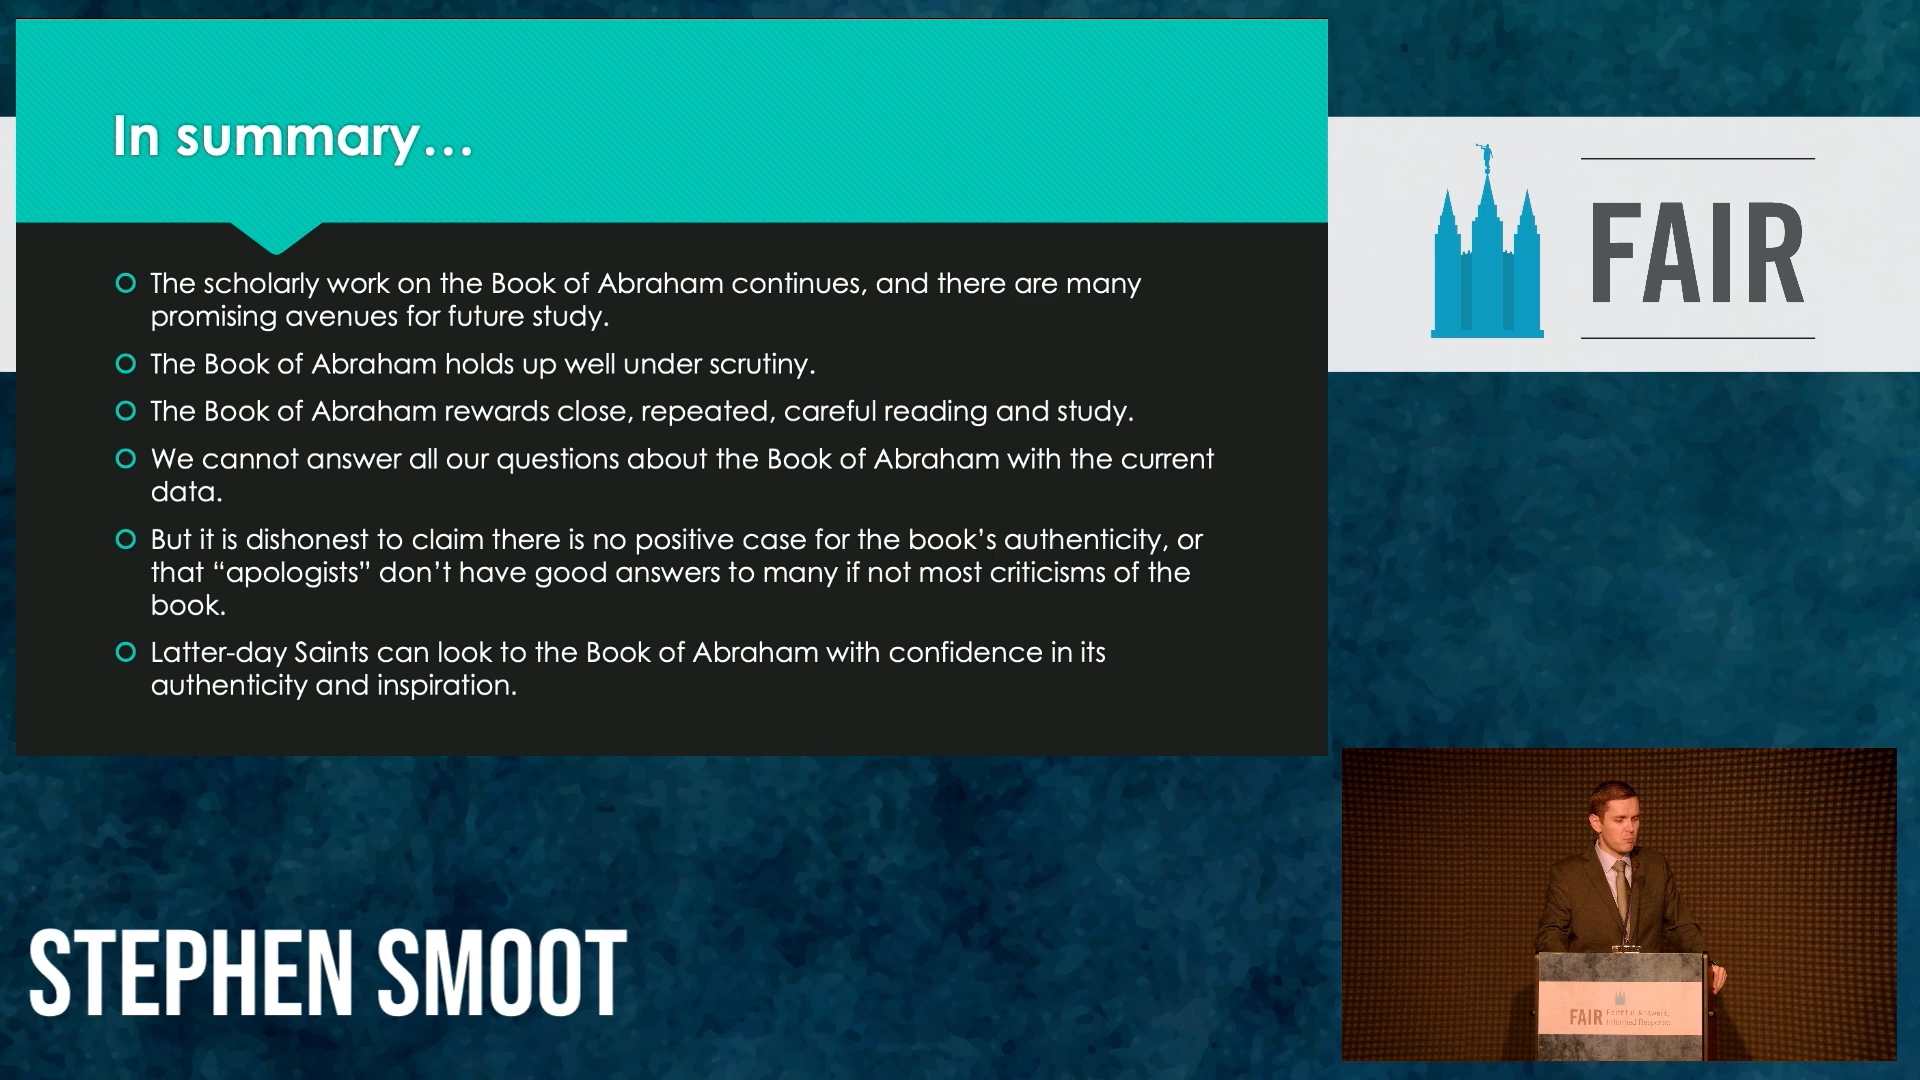 In summary…
The scholarly work on the Book of Abraham continues, and there are many
promising avenues for future study.
The Book of Abraham holds up well under scrutiny.
The Book of Abraham rewards close, repeated, careful reading and study.
We cannot answer all our questions about the Book of Abraham with the current
data.
But it is dishonest to claim there is no positive case for the book’s authenticity, or
that “apologists” don’t have good answers to many if not most criticisms of the
book.
Latter-day Saints can look to the Book of Abraham with confidence in its
authenticity and inspiration.
FAIR
STEPHEN SMOOT
FAIR
Faithful Answers,
Informed Response